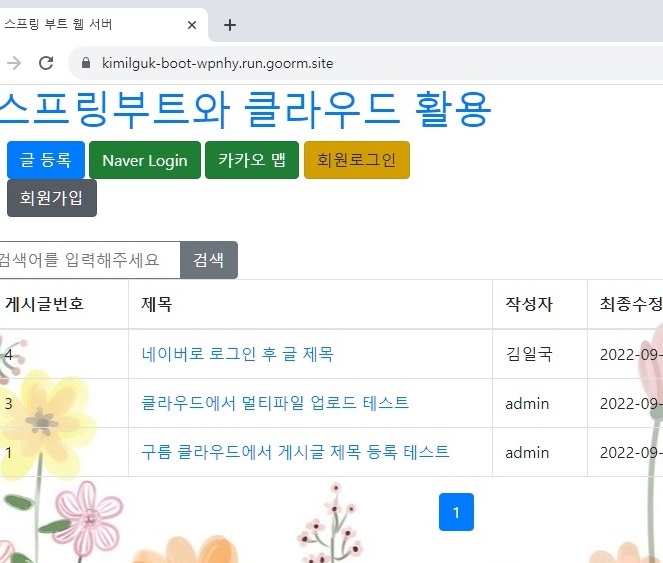 스프링 부트 웹 서버
kimilguk-boot-wpnhy.run.goorm.site
스프링부트와 클라우드 활용
글 등록 Naver Login 카카오 맵 회원로그인
회원가입
검색어를 입력해주세요 검색
게시글번호 제목 작성자 최종수정
4 네이버로 로그인 후 글 제목 김일국 2022-09-
3 클라우드에서 멀티파일 업로드 테스트 admin 2022-09-
1 구름 클라우드에서 게시글 제목 등록 테스트 admin 2022-09-
1